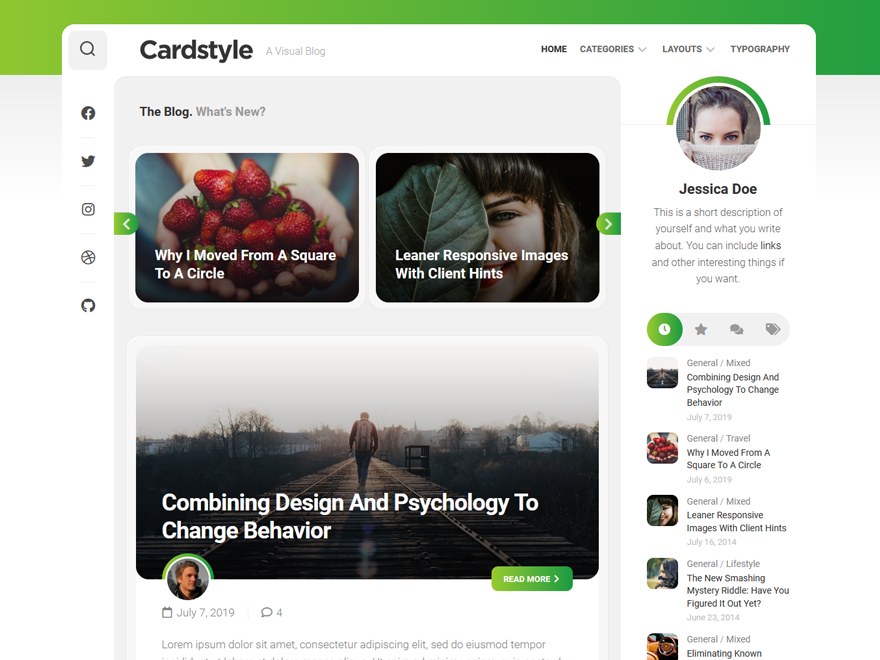 Cardstyle
A Visual Blog
HOME CATEGORIES LAYOUTS TYPOGRAPHY
The Blog. What's New?
Why I Moved From A Square
To A Circle
Leaner Responsive Images
With Client Hints
Combining Design And Psychology To
Change Behavior
READ MORE
July 7, 2019 4
Lorem ipsum dolor sit amet, consectetur adipiscing elit, sed do eiusmod tempor
Jessica Doe
This is a short description of
yourself and what you write
about. You can include links
and other interesting things if
you want.
General / Mixed
Combining Design And
Psychology To Change
Behavior
July 7, 2019
General / Travel
Why I Moved From A
Square To A Circle
July 6, 2019
General / Mixed
Leaner Responsive
Images With Client Hints
July 16, 2014
General / Lifestyle
The New Smashing
Mystery Riddle: Have You
Figured It Out Yet?
June 23, 2014
General / Mixed
Eliminating Known